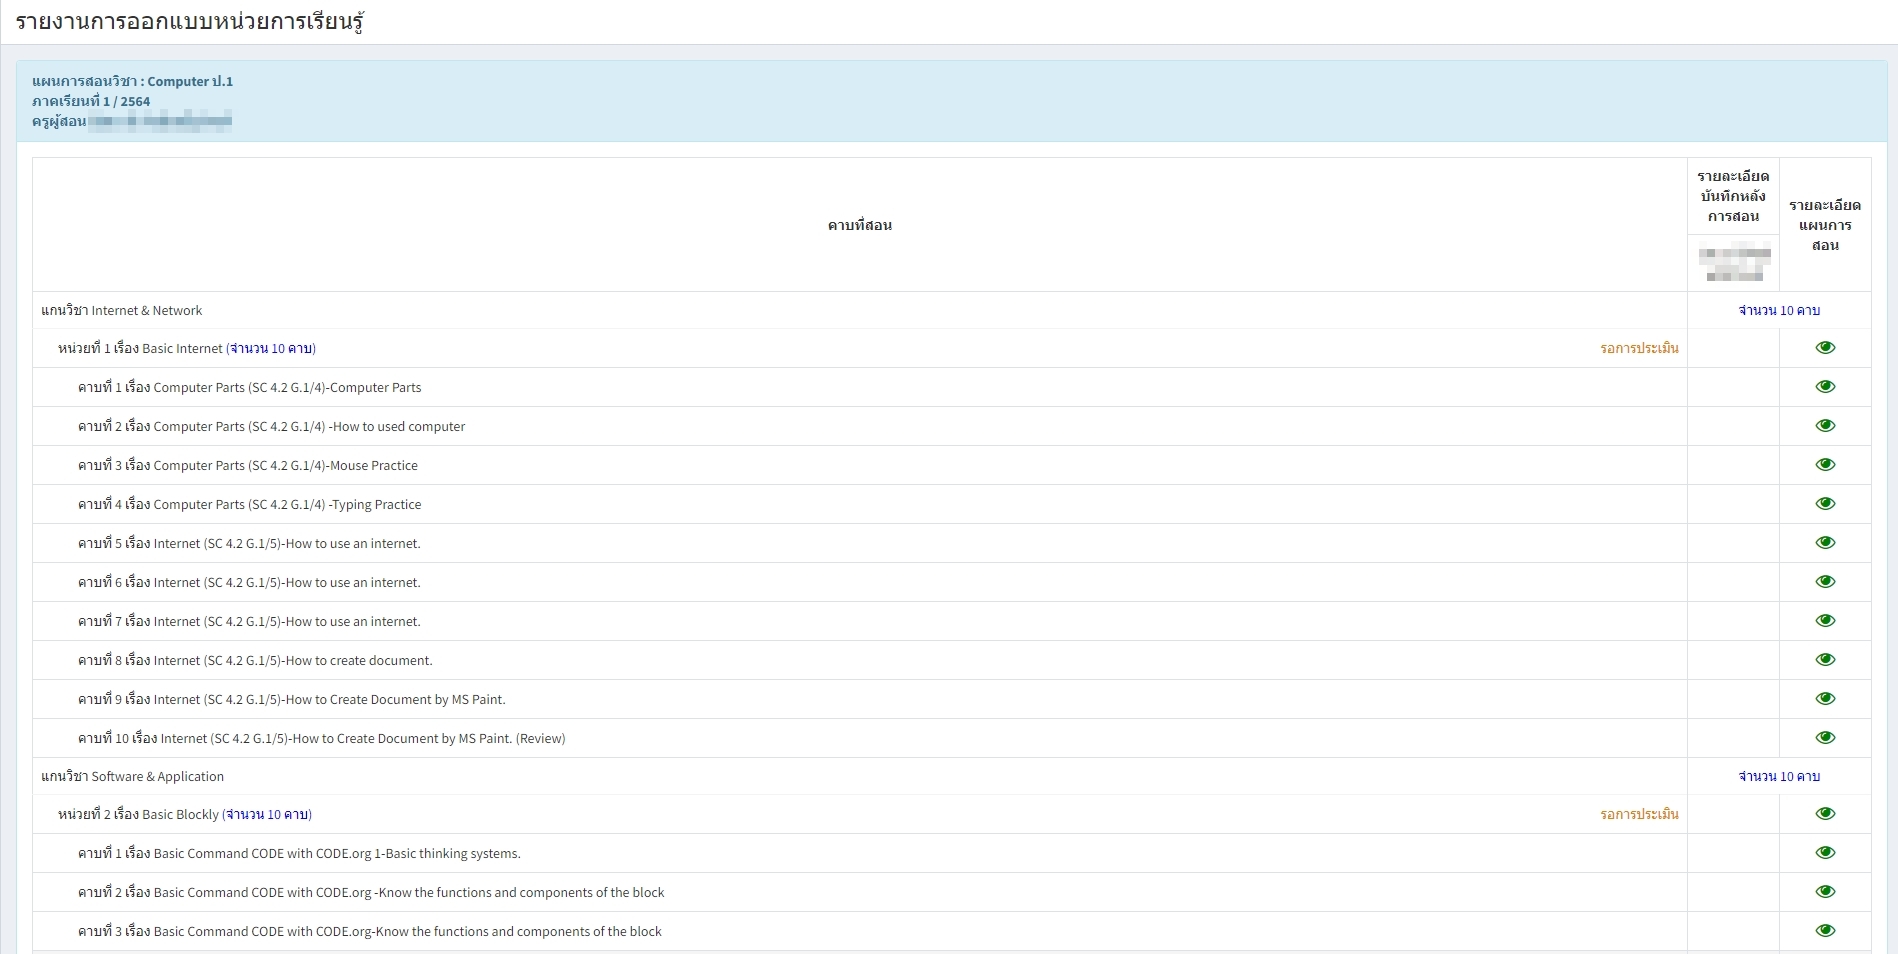 รายงานการออกแบบหน่วยการเรียนรู้
แผนการสอนวิชา : Computer ป.1
ภาคเรียนที่ 1 / 2564
ครูผู้สอน
คาบที่สอน
รายละเอียด
บันทึกหลัง
การสอน
รายละเอียด
แผนการ
สอน
แกนวิชา Internet & Network
จำนวน 10 คาบ
หน่วยที่ 1 เรื่อง Basic Internet (จำนวน 10 คาบ)
รอการประเมิน
คาบที่ 1 เรื่อง Computer Parts (SC 4.2 G.1/4)-Computer Parts
คาบที่ 2 เรื่อง Computer Parts (SC 4.2 G.1/4) -How to used computer
คาบที่ 3 เรื่อง Computer Parts (SC 4.2 G.1/4)-Mouse Practice
คาบที่ 4 เรื่อง Computer Parts (SC 4.2 G.1/4) -Typing Practice
คาบที่ 5 เรื่อง Internet (SC 4.2 G.1/5)-How to use an internet.
คาบที่ 6 เรื่อง Internet (SC 4.2 G.1/5)-How to use an internet.
คาบที่ 7 เรื่อง Internet (SC 4.2 G.1/5)-How to use an internet.
คาบที่ 8 เรื่อง Internet (SC 4.2 G.1/5)-How to create document.
คาบที่ 9 เรื่อง Internet (SC 4.2 G.1/5)-How to Create Document by MS Paint.
คาบที่ 10 เรื่อง Internet (SC 4.2 G.1/5)-How to Create Document by MS Paint. (Review)
แกนวิชา Software & Application
จำนวน 10 คาบ
หน่วยที่ 2 เรื่อง Basic Blockly (จำนวน 10 คาบ)
รอการประเมิน
คาบที่ 1 เรื่อง Basic Command CODE with CODE.org 1-Basic thinking systems.
คาบที่ 2 เรื่อง Basic Command CODE with CODE.org -Know the functions and components of the block
คาบที่ 3 เรื่อง Basic Command CODE with CODE.org-Know the functions and components of the block